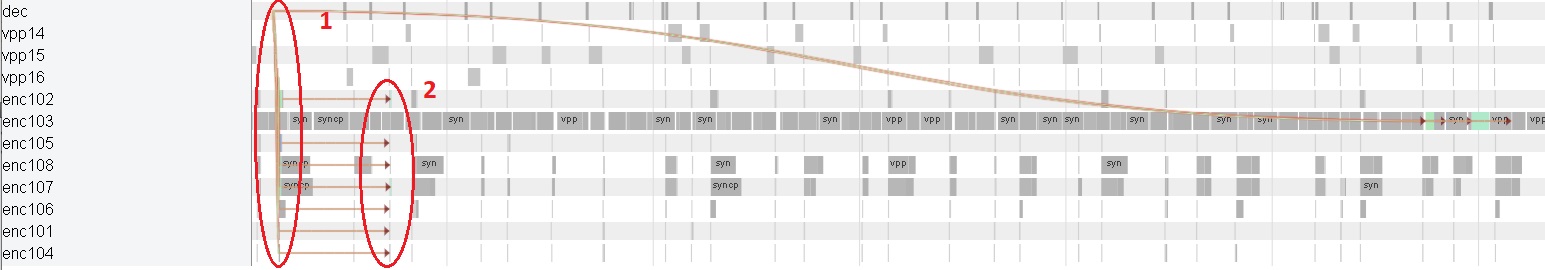 dec 1
vpp14
vpp15
vpp16
enc102 2
enc103 syn syncp syn vpp syn syn syn vpp vpp syn syn syn syn syn syn syn vpp vpp
enc105
enc108 syncp syn syn vpp syn
enc107 syncp syncp syn
enc106
enc101
enc104